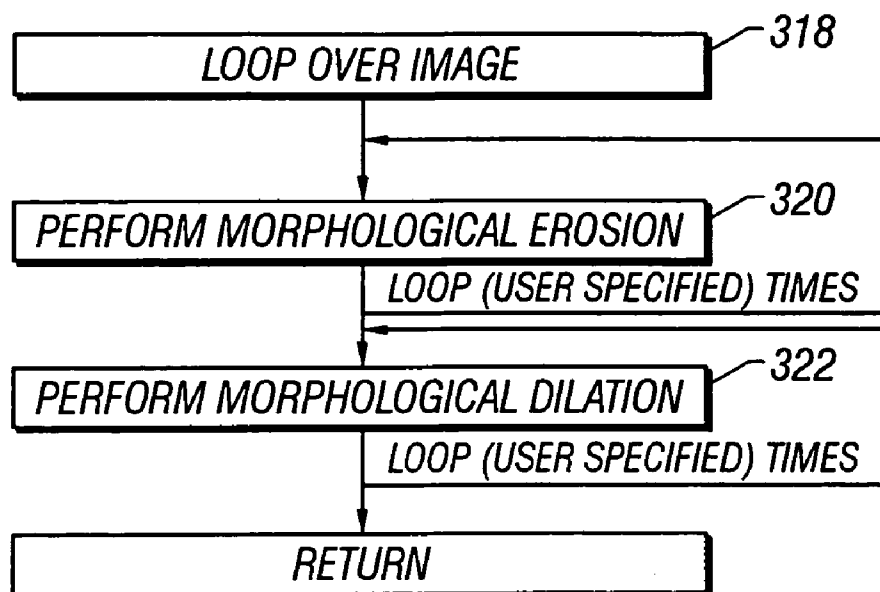 318
LOOP OVER IMAGE
320
PERFORM MORPHOLOGICAL EROSION
LOOP (USER SPECIFIED) TIMES
322
PERFORM MORPHOLOGICAL DILATION
LOOP (USER SPECIFIED) TIMES
RETURN